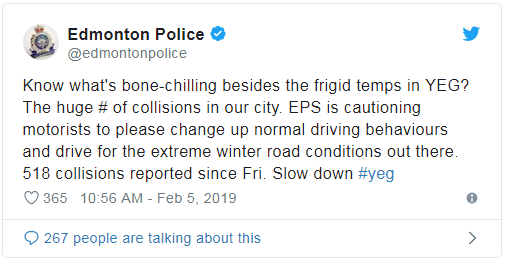 Edmonton Police
@edmontonpolice
Know what's bone-chilling besides the frigid temps in YEG?
The huge # of collisions in our city. EPS is cautioning
motorists to please change up normal driving behaviours
and drive for the extreme winter road conditions out there.
518 collisions reported since Fri. Slow down #yeg
365 10:56 AM - Feb 5, 2019
267 people are talking about this